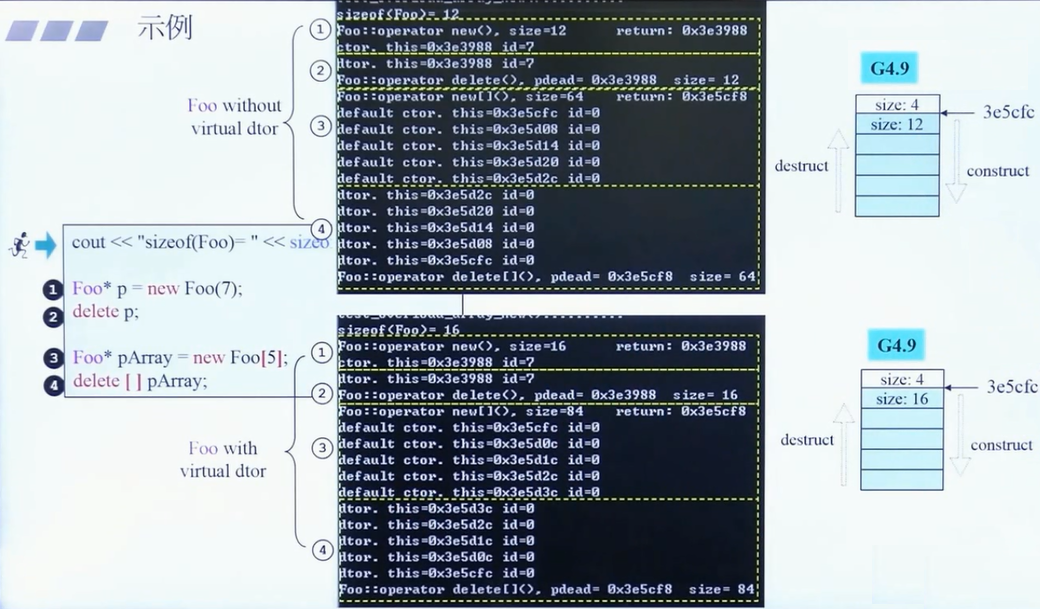 示例
sizeof(Foo)= 12
① Foo::operator new(), size=12 return: 0x3e3988
ctor. this=0x3e3988 id=7
② dtor. this=0x3e3988 id=7
Foo::operator delete(), pdead= 0x3e3988 size= 12
Foo without
virtual dtor
③ Foo::operator new[](), size=64 return: 0x3e5cf8
default ctor. this=0x3e5cfc id=0
default ctor. this=0x3e5d08 id=0
default ctor. this=0x3e5d14 id=0
default ctor. this=0x3e5d20 id=0
default ctor. this=0x3e5d2c id=0
④ dtor. this=0x3e5d2c id=0
dtor. this=0x3e5d20 id=0
dtor. this=0x3e5d14 id=0
dtor. this=0x3e5d08 id=0
dtor. this=0x3e5cfc id=0
Foo::operator delete[](), pdead= 0x3e5cf8 size= 64
G4.9
size: 4
3e5cfc
size: 12
destruct
construct
cout << "sizeof(Foo)= " << sizeo
❶ Foo* p = new Foo(7);
❷ delete p;
❸ Foo* pArray = new Foo[5];
❹ delete [ ] pArray;
sizeof(Foo)= 16
① Foo::operator new(), size=16 return: 0x3e3988
ctor. this=0x3e3988 id=7
② dtor. this=0x3e3988 id=7
Foo::operator delete(), pdead= 0x3e3988 size= 16
Foo with
virtual dtor
③ Foo::operator new[](), size=84 return: 0x3e5cf8
default ctor. this=0x3e5cfc id=0
default ctor. this=0x3e5d0c id=0
default ctor. this=0x3e5d1c id=0
default ctor. this=0x3e5d2c id=0
default ctor. this=0x3e5d3c id=0
④ dtor. this=0x3e5d3c id=0
dtor. this=0x3e5d2c id=0
dtor. this=0x3e5d1c id=0
dtor. this=0x3e5d0c id=0
dtor. this=0x3e5cfc id=0
Foo::operator delete[](), pdead= 0x3e5cf8 size= 84
G4.9
size: 4
3e5cfc
size: 16
destruct
construct